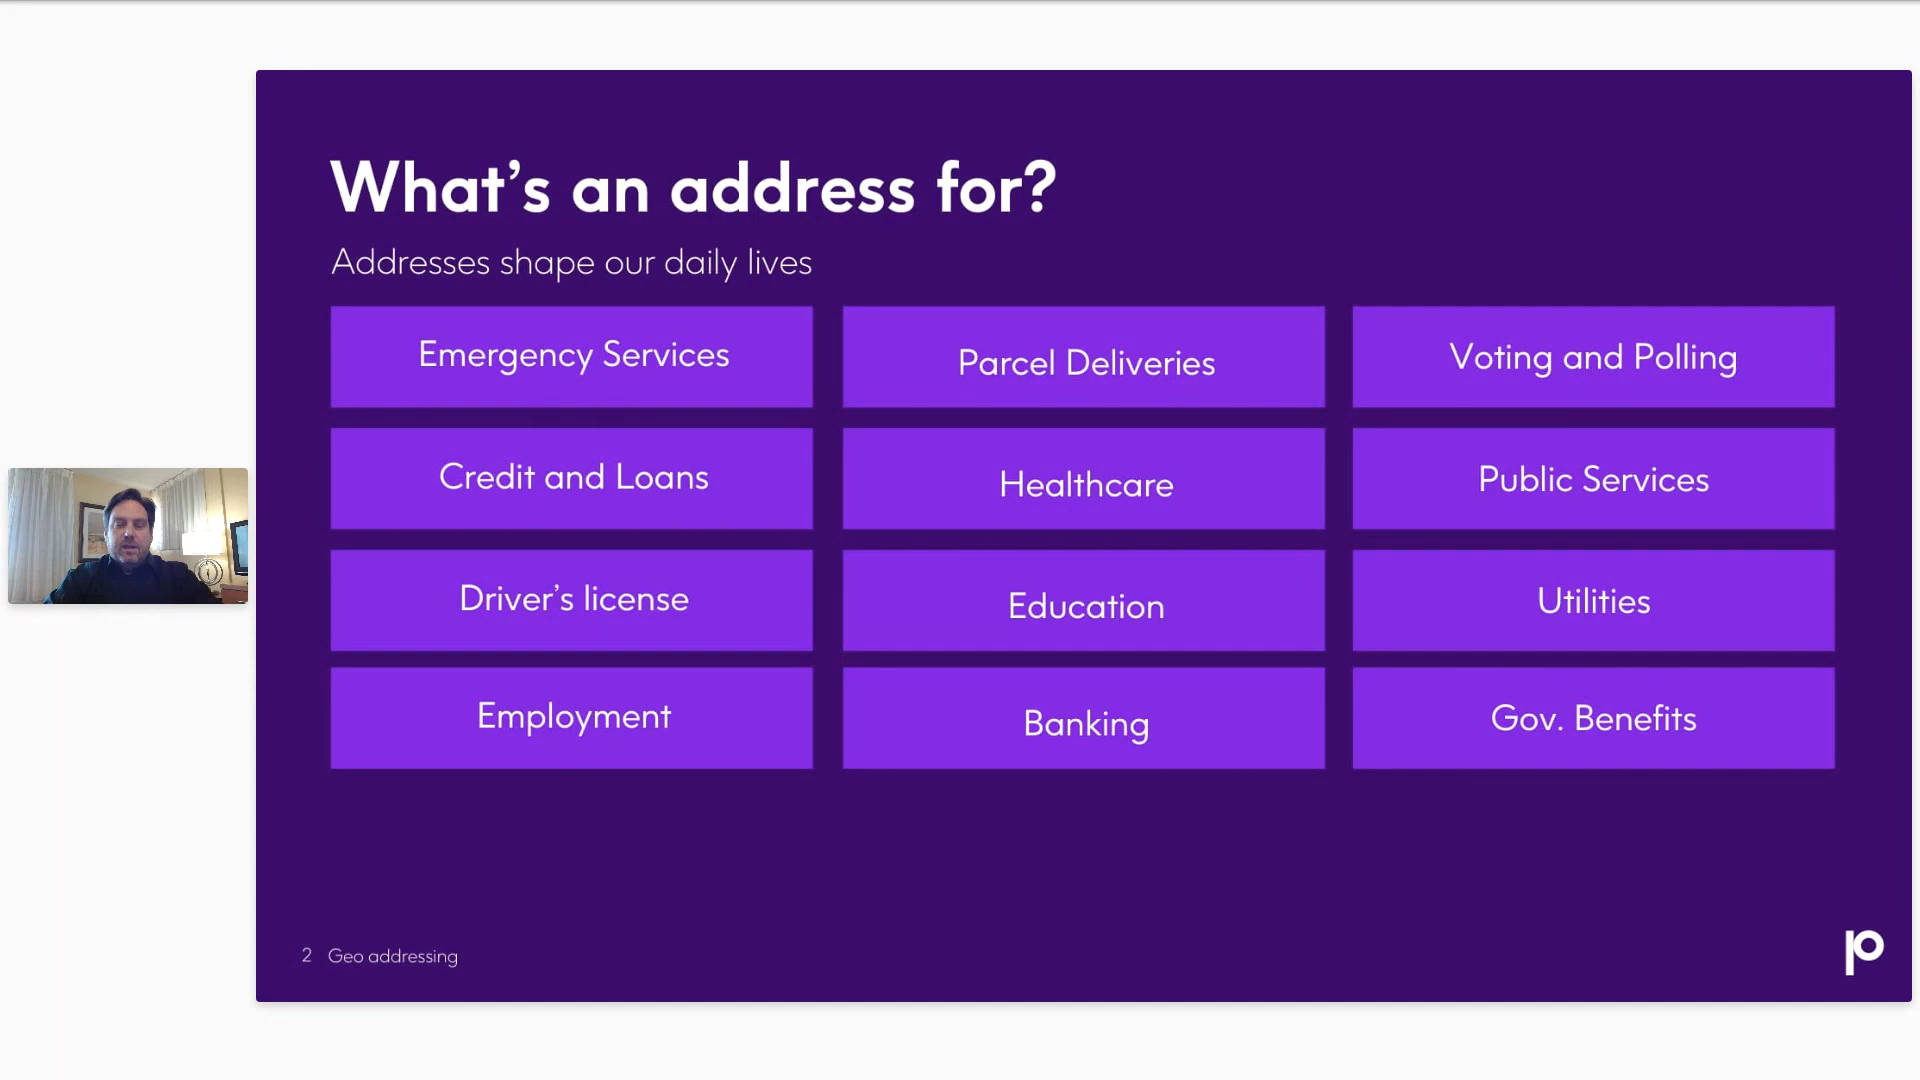 What's an address for?
Addresses shape our daily lives
Emergency Services
Parcel Deliveries
Voting and Polling
Credit and Loans
Healthcare
Public Services
Driver's license
Education
Utilities
Employment
Banking
Gov. Benefits
2 Geo addressing
p